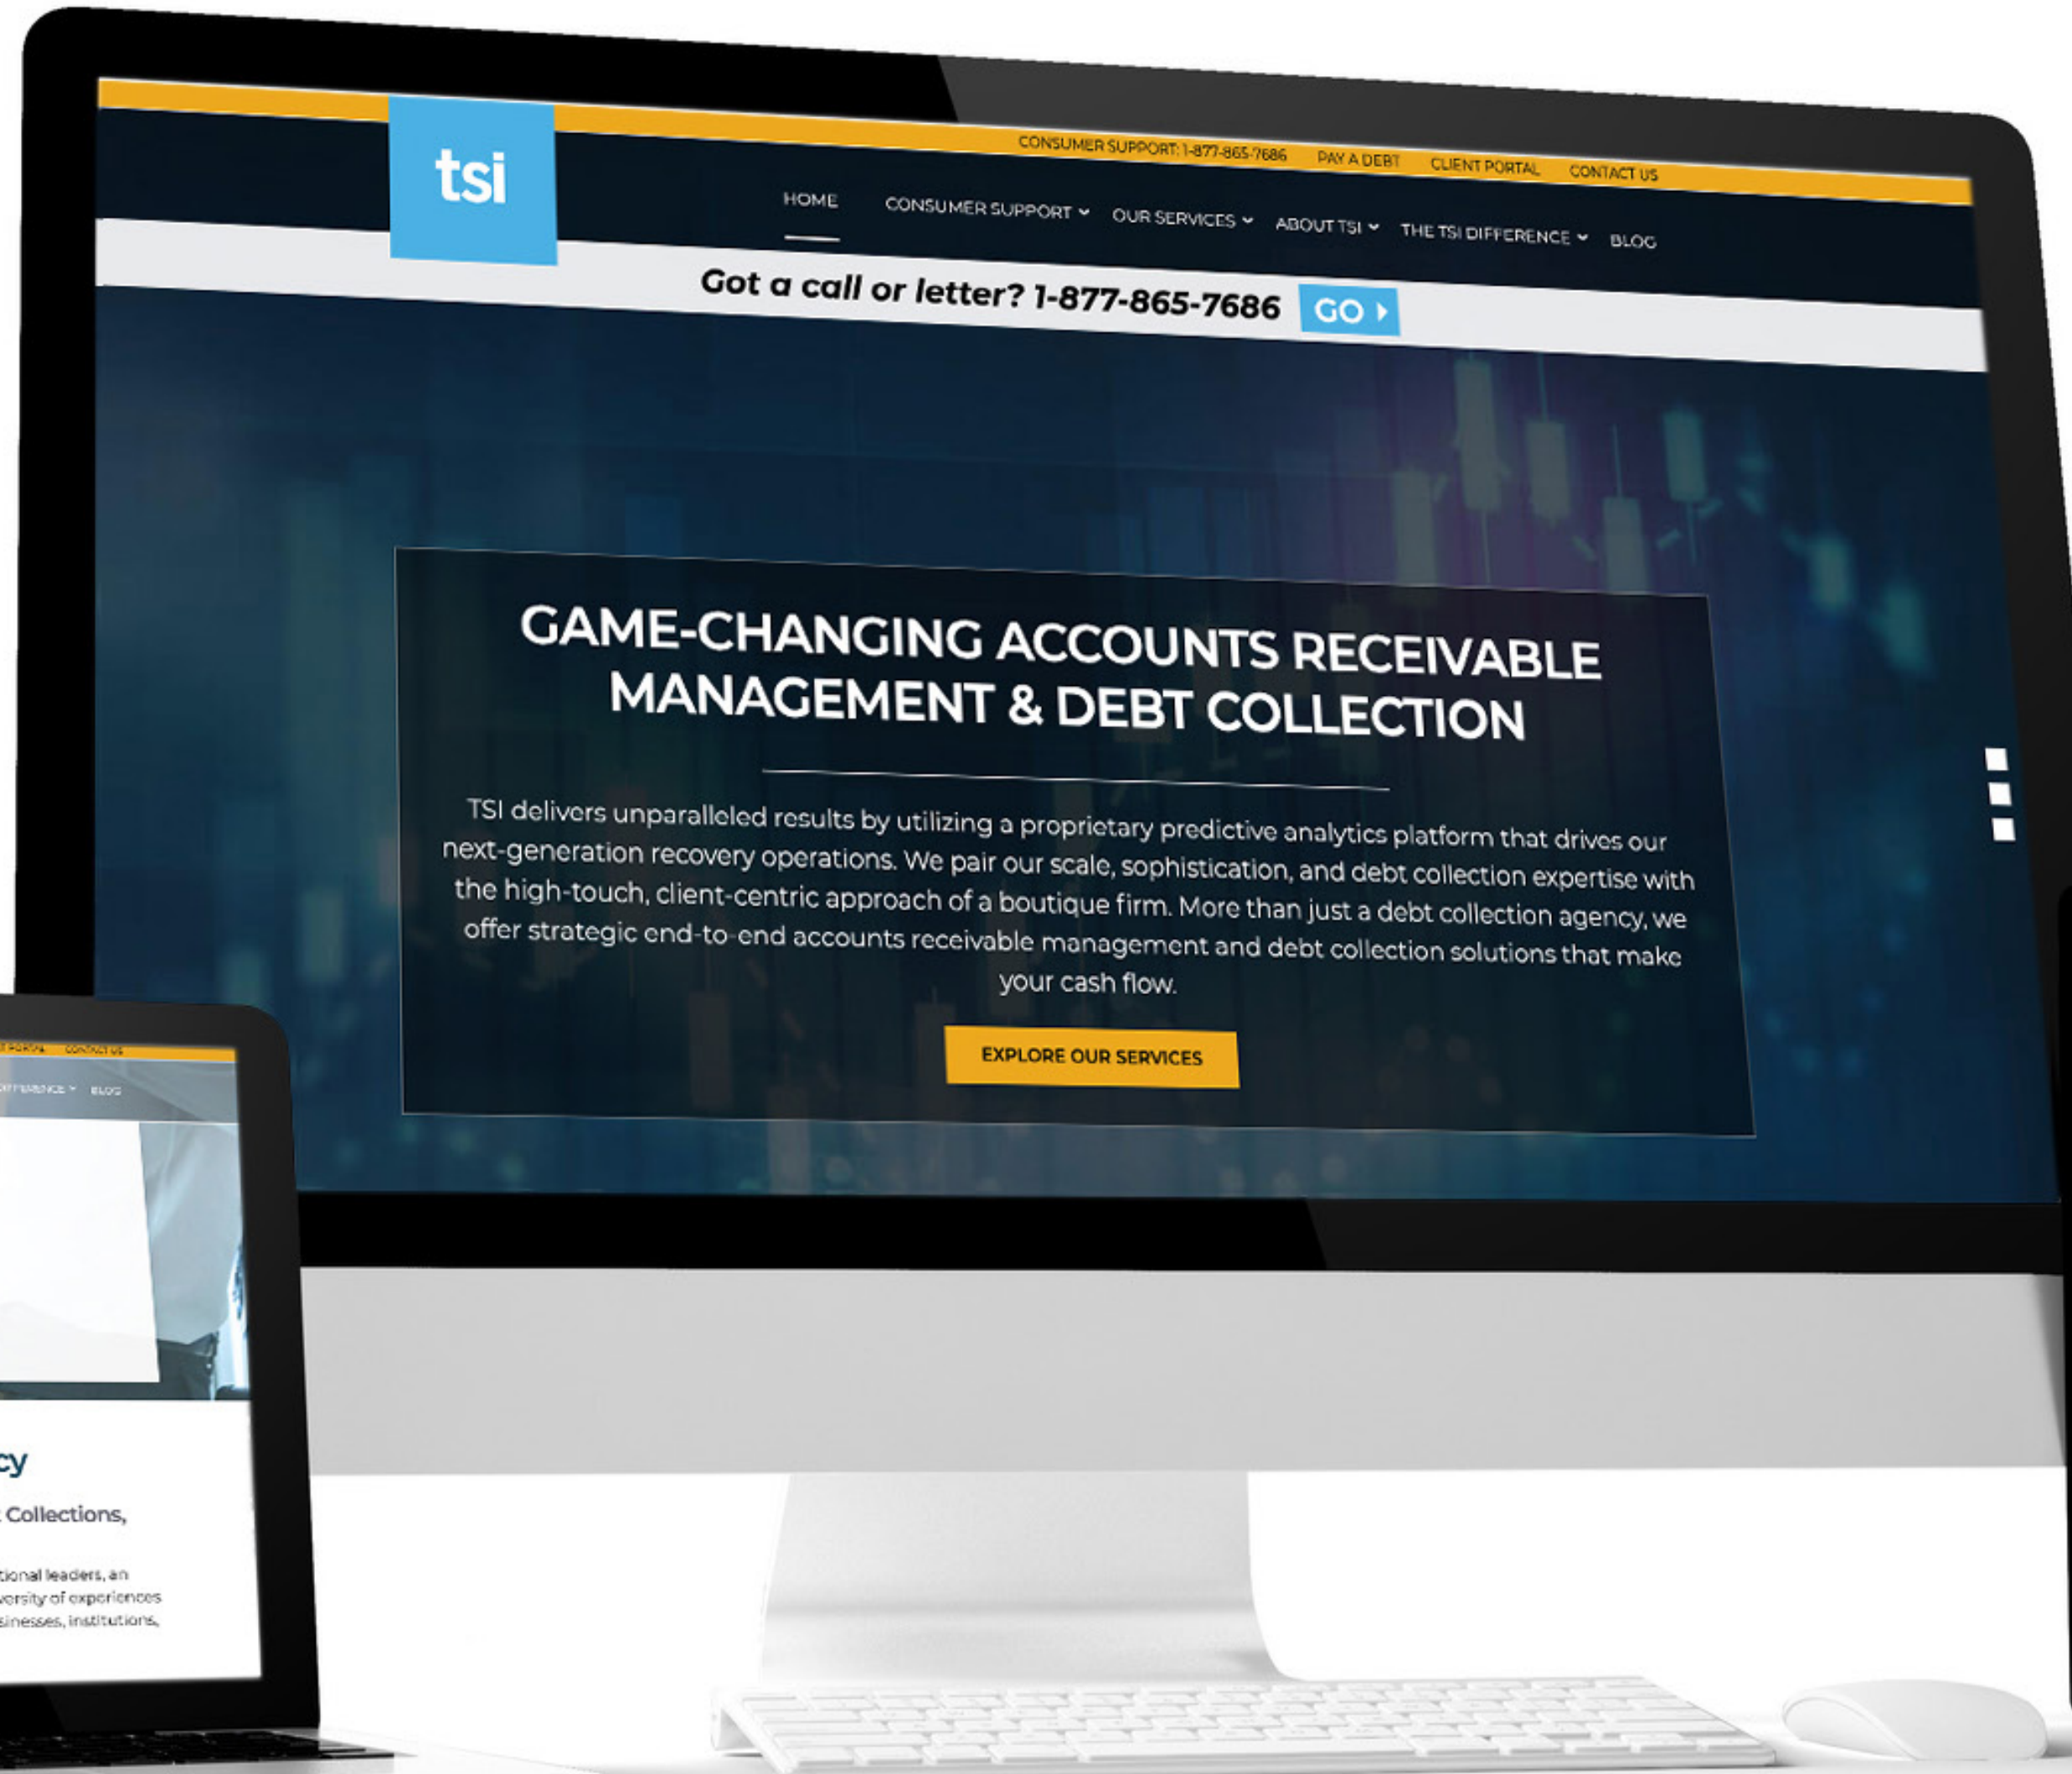 CONSUMER SUPPORT: 1-877-865-7686 PAY A DEBT CLIENT PORTAL CONTACT US
tsi
HOME CONSUMER SUPPORT OUR SERVICES ABOUT TSI THE TSI DIFFERENCE BLOG
Got a call or letter? 1-877-865-7686 GO
GAME-CHANGING ACCOUNTS RECEIVABLE
MANAGEMENT & DEBT COLLECTION
TSI delivers unparalleled results by utilizing a proprietary predictive analytics platform that drives our
next-generation recovery operations. We pair our scale, sophistication, and debt collection expertise with
the high-touch, client-centric approach of a boutique firm. More than just a debt collection agency, we
offer strategic end-to-end accounts receivable management and debt collection solutions that make
your cash flow.
EXPLORE OUR SERVICES
PORTAL CONTACT US
BLOG
cy
Collections,
tional leaders, an
versity of experiences
sinesses, institutions,